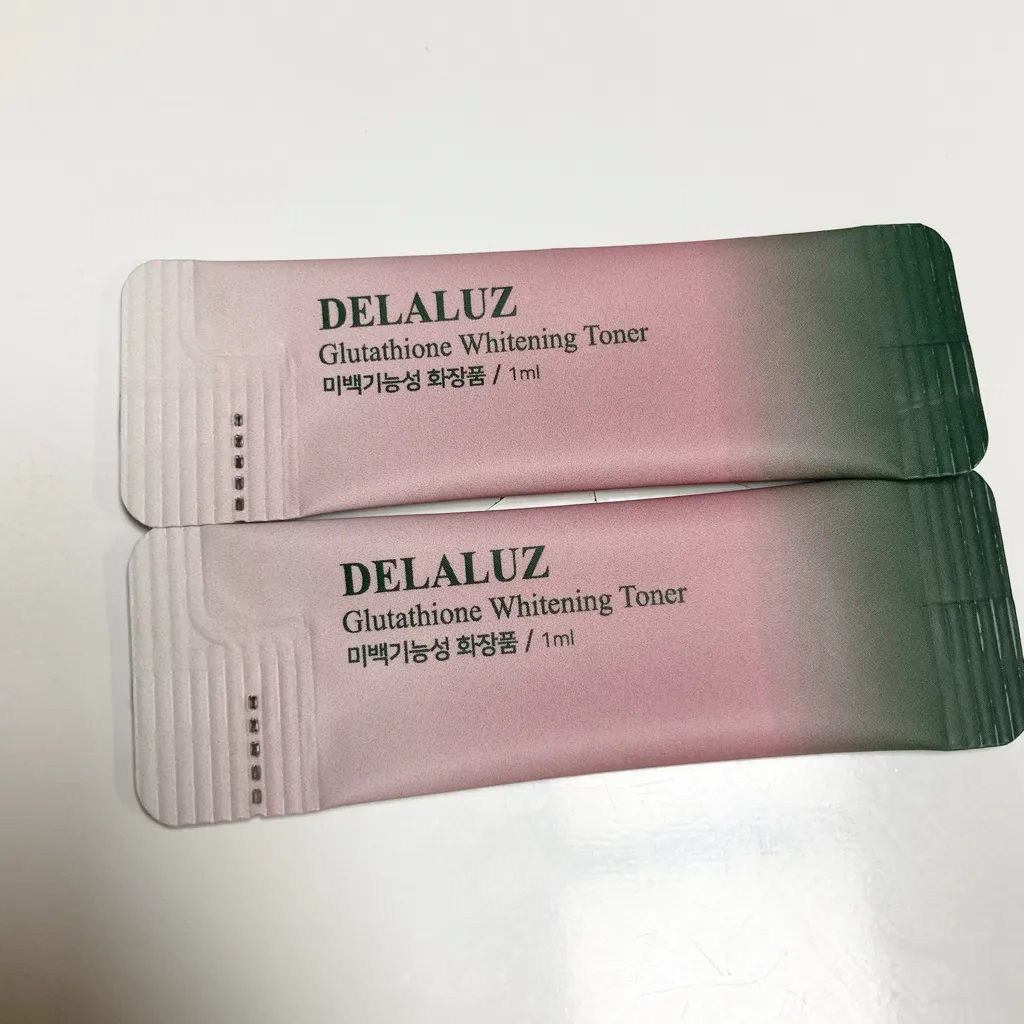 DELALUZ
Glutathione Whitening Toner
미백기능성 화장품 / 1ml
DELALUZ
Glutathione Whitening Toner
미백기능성 화장품 / 1ml